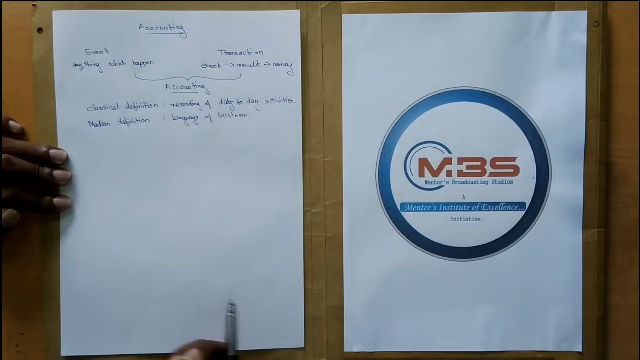 Accounting
Event Transaction
anything which happen event -> result -> money
Accounting
Classical definition : recording of day to day activities.
Modern definition : Language of business.
MBS
Mentor's Broadcasting Studios
A
Mentor's Institute of Excellence...
Initiative.